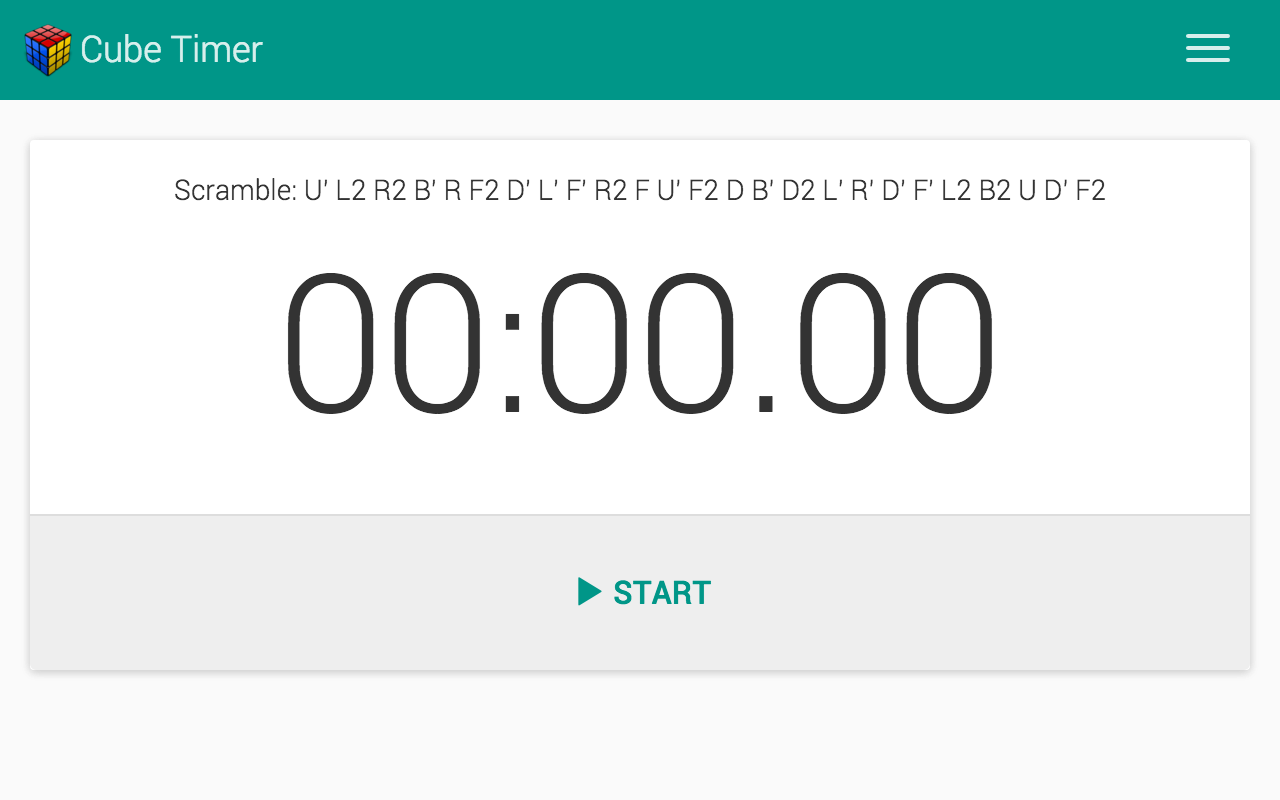 Cube Timer
Scramble: U' L2 R2 B' R F2 D' L' F' R2 F U' F2 D B' D2 L' R' D' F' L2 B2 U D' F2
00:00.00
START